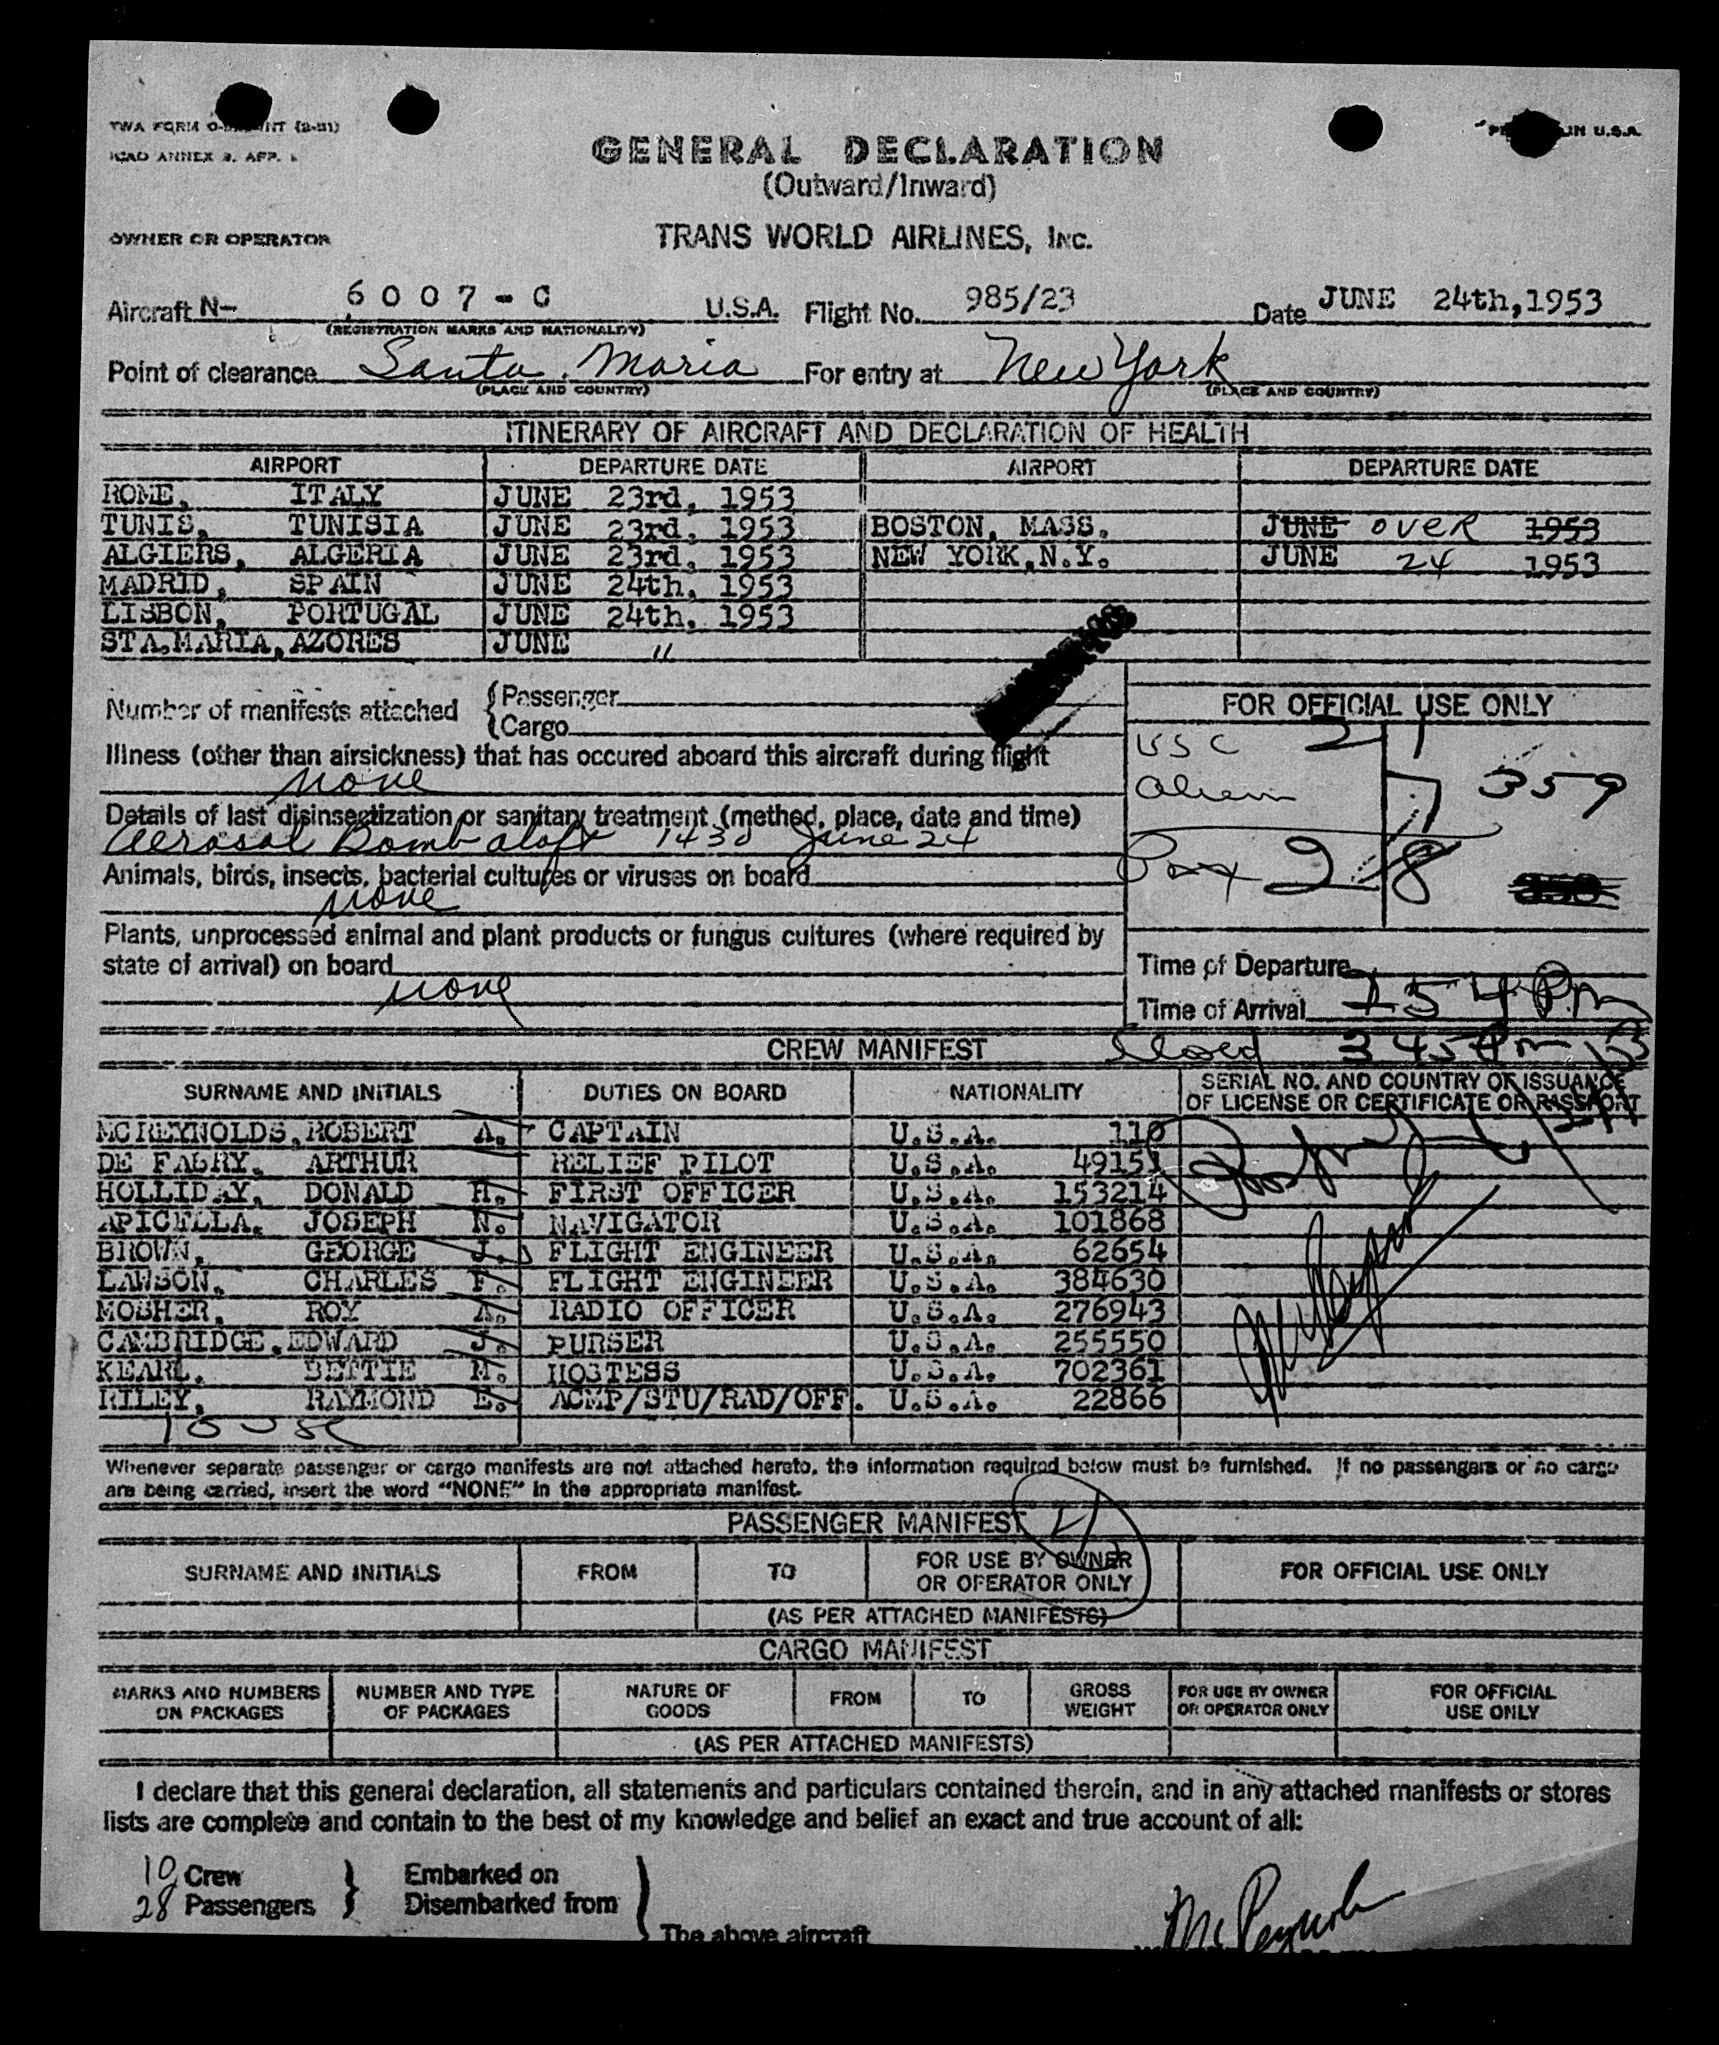 TWA FORM O- INT (2-51)
ICAO ANNEX 9, APP. 1
IN U.S.A.
GENERAL DECLARATION
(Outward/Inward)
OWNER OR OPERATOR
TRANS WORLD AIRLINES, Inc.
Aircraft N- 6007-C U.S.A. Flight No. 985/23 Date JUNE 24th, 1953
(REGISTRATION MARKS AND NATIONALITY)
Point of clearance Santa Maria For entry at New York
(PLACE AND COUNTRY) (PLACE AND COUNTRY)
ITINERARY OF AIRCRAFT AND DECLARATION OF HEALTH
AIRPORT DEPARTURE DATE AIRPORT DEPARTURE DATE
ROME, ITALY JUNE 23rd, 1953
TUNIS, TUNISIA JUNE 23rd, 1953 BOSTON, MASS. JUNE OVER 1953
ALGIERS, ALGERIA JUNE 23rd, 1953 NEW YORK,N.Y. JUNE 24 1953
MADRID, SPAIN JUNE 24th, 1953
LISBON, PORTUGAL JUNE 24th, 1953
STA.MARIA,AZORES JUNE "
Number of manifests attached { Passenger
{ Cargo
FOR OFFICIAL USE ONLY
USC 21
Alien 7 359
Pax 28
Illness (other than airsickness) that has occured aboard this aircraft during flight
none
Details of last disinsectization or sanitary treatment (method, place, date and time)
Aerosol Bomb aloft 1430 June 24
Animals, birds, insects, bacterial cultures or viruses on board
none
Plants, unprocessed animal and plant products or fungus cultures (where required by
state of arrival) on board
none
Time of Departure
Time of Arrival 254 Pm
CREW MANIFEST
Closed 345 Pm
SURNAME AND INITIALS DUTIES ON BOARD NATIONALITY SERIAL NO. AND COUNTRY OF ISSUANCE
OF LICENSE OR CERTIFICATE OR PASSPORT
MCREYNOLDS,ROBERT A. CAPTAIN U.S.A. 110
DE FABRY, ARTHUR RELIEF PILOT U.S.A. 49151
HOLLIDAY, DONALD H. FIRST OFFICER U.S.A. 153214
APICELLA, JOSEPH N. NAVIGATOR U.S.A. 101868
BROWN, GEORGE J. FLIGHT ENGINEER U.S.A. 62654
LAWSON, CHARLES F. FLIGHT ENGINEER U.S.A. 384630
MOSHER, ROY A. RADIO OFFICER U.S.A. 276943
CAMBRIDGE,EDWARD J. PURSER U.S.A. 255550
KEARL, BETTIE M. HOSTESS U.S.A. 702361
RILEY, RAYMOND E. ACMP/STU/RAD/OFF. U.S.A. 22866
10 USC
Whenever separate passenger or cargo manifests are not attached hereto, the information required below must be furnished. If no passengers or no cargo
are being carried, insert the word "NONE" in the appropriate manifest.
PASSENGER MANIFEST
SURNAME AND INITIALS FROM TO FOR USE BY OWNER
OR OPERATOR ONLY FOR OFFICIAL USE ONLY
(AS PER ATTACHED MANIFESTS)
CARGO MANIFEST
MARKS AND NUMBERS
ON PACKAGES NUMBER AND TYPE
OF PACKAGES NATURE OF
GOODS FROM TO GROSS
WEIGHT FOR USE BY OWNER
OR OPERATOR ONLY FOR OFFICIAL
USE ONLY
(AS PER ATTACHED MANIFESTS)
I declare that this general declaration, all statements and particulars contained therein, and in any attached manifests or stores
lists are complete and contain to the best of my knowledge and belief an exact and true account of all:
10 Crew } Embarked on }
28 Passengers } Disembarked from }
The above aircraft
McReynolds